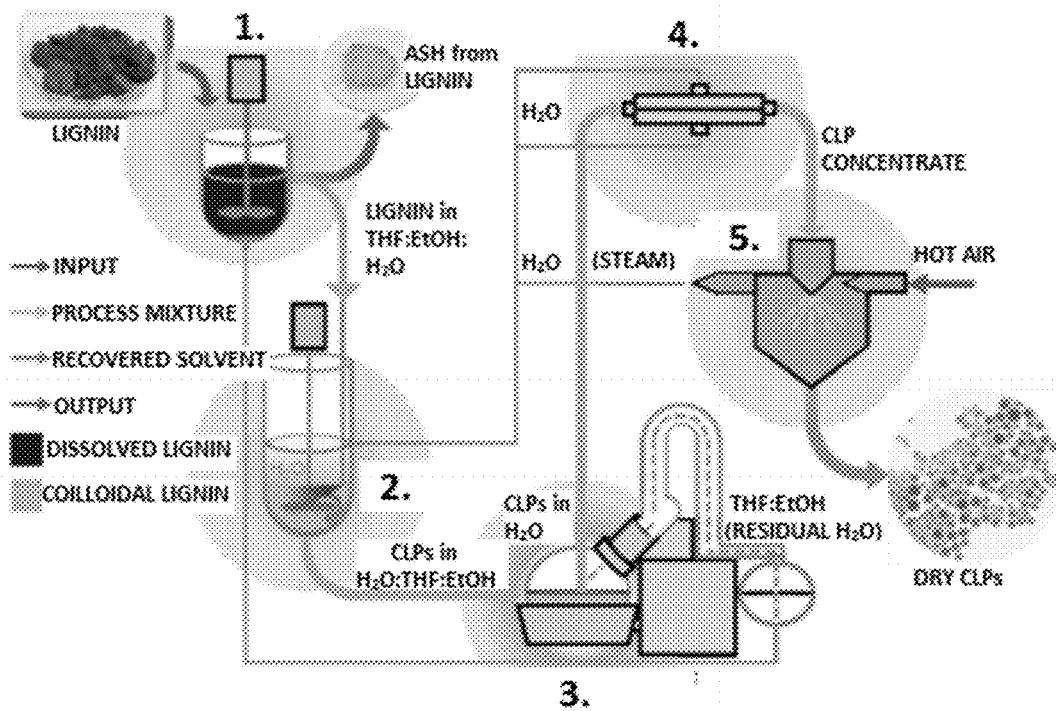 1.
LIGNIN
ASH from
LIGNIN
LIGNIN in
THF:EtOH:
H₂O
INPUT
PROCESS MIXTURE
RECOVERED SOLVENT
OUTPUT
DISSOLVED LIGNIN
COILLOIDAL LIGNIN
2.
CLPs in
H₂O:THF:EtOH
3.
CLPs in
H₂O
THF:EtOH
(RESIDUAL H₂O)
4.
H₂O
CLP
CONCENTRATE
5.
H₂O (STEAM)
HOT AIR
DRY CLPs